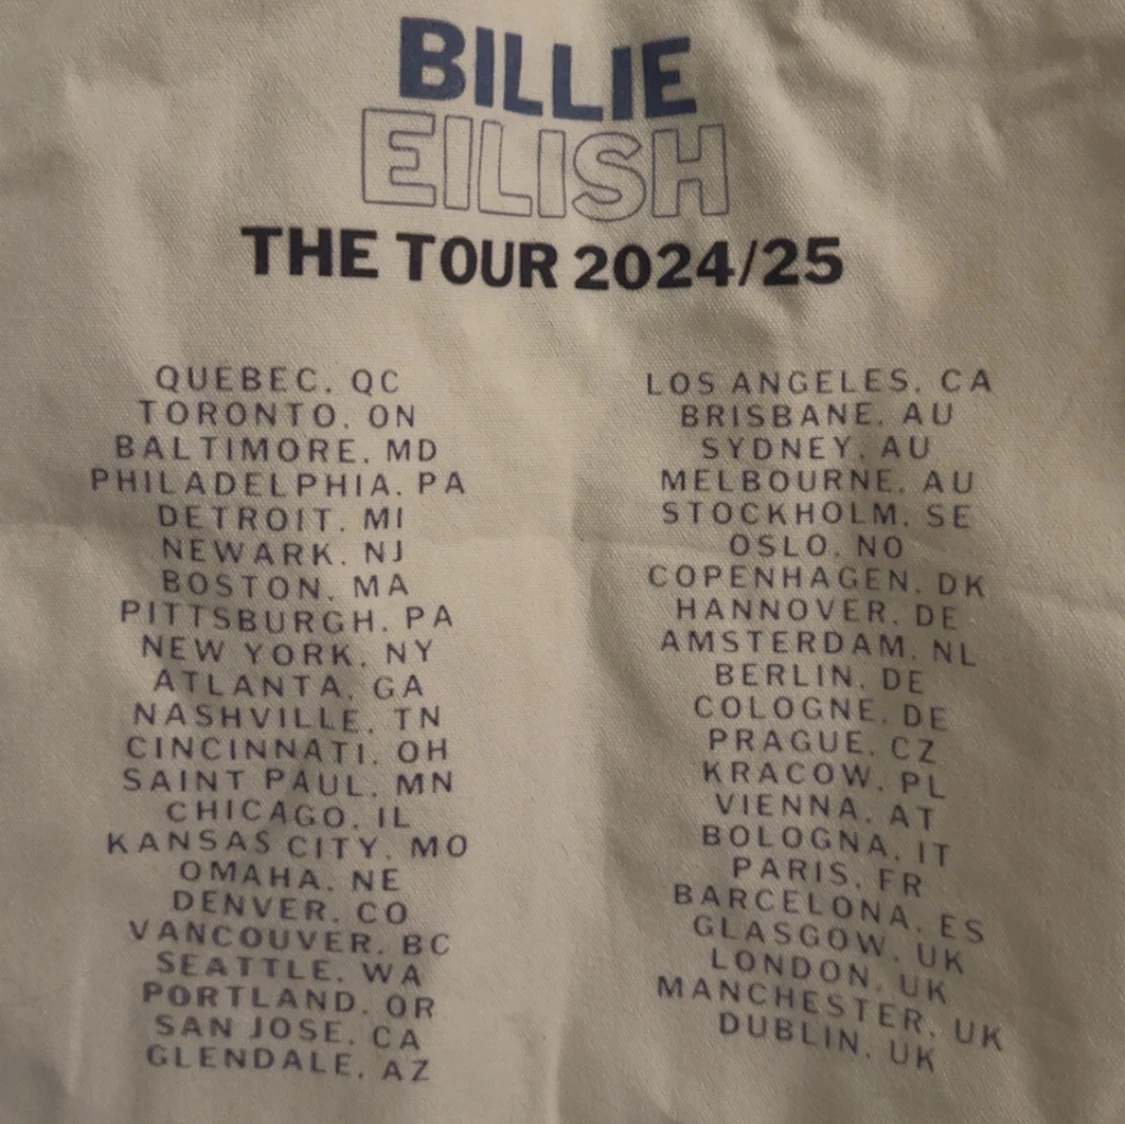 BILLIE
EILISH
THE TOUR 2024/25
QUEBEC, QC
TORONTO, ON
BALTIMORE, MD
PHILADELPHIA, PA
DETROIT, MI
NEWARK, NJ
BOSTON, MA
PITTSBURGH, PA
NEW YORK, NY
ATLANTA, GA
NASHVILLE, TN
CINCINNATI, OH
SAINT PAUL, MN
CHICAGO, IL
KANSAS CITY, MO
OMAHA, NE
DENVER, CO
VANCOUVER, BC
SEATTLE, WA
PORTLAND, OR
SAN JOSE, CA
GLENDALE, AZ
LOS ANGELES, CA
BRISBANE, AU
SYDNEY, AU
MELBOURNE, AU
STOCKHOLM, SE
OSLO, NO
COPENHAGEN, DK
HANNOVER, DE
AMSTERDAM, NL
BERLIN, DE
COLOGNE, DE
PRAGUE, CZ
KRACOW, PL
VIENNA, AT
BOLOGNA, IT
PARIS, FR
BARCELONA, ES
GLASGOW, UK
LONDON, UK
MANCHESTER, UK
DUBLIN, UK